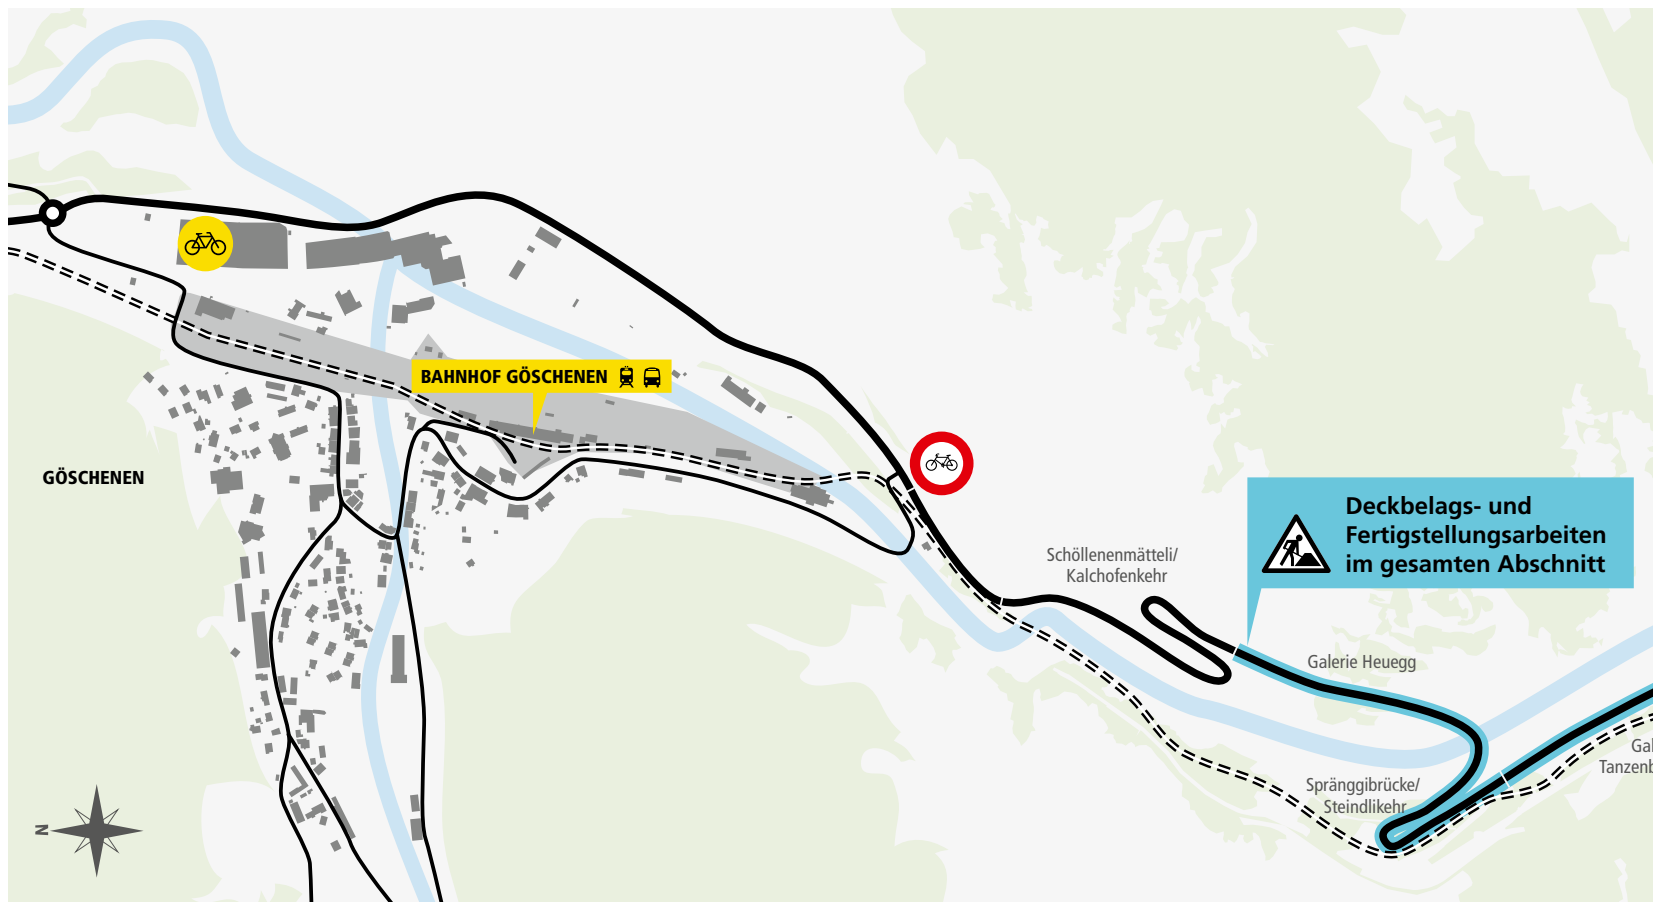 BAHNHOF GÖSCHENEN
GÖSCHENEN
Deckbelags- und
Fertigstellungsarbeiten
im gesamten Abschnitt
Schöllenenmätteli/
Kalchofenkehr
Galerie Heuegg
Spränggibrücke/
Steindlikehr
N